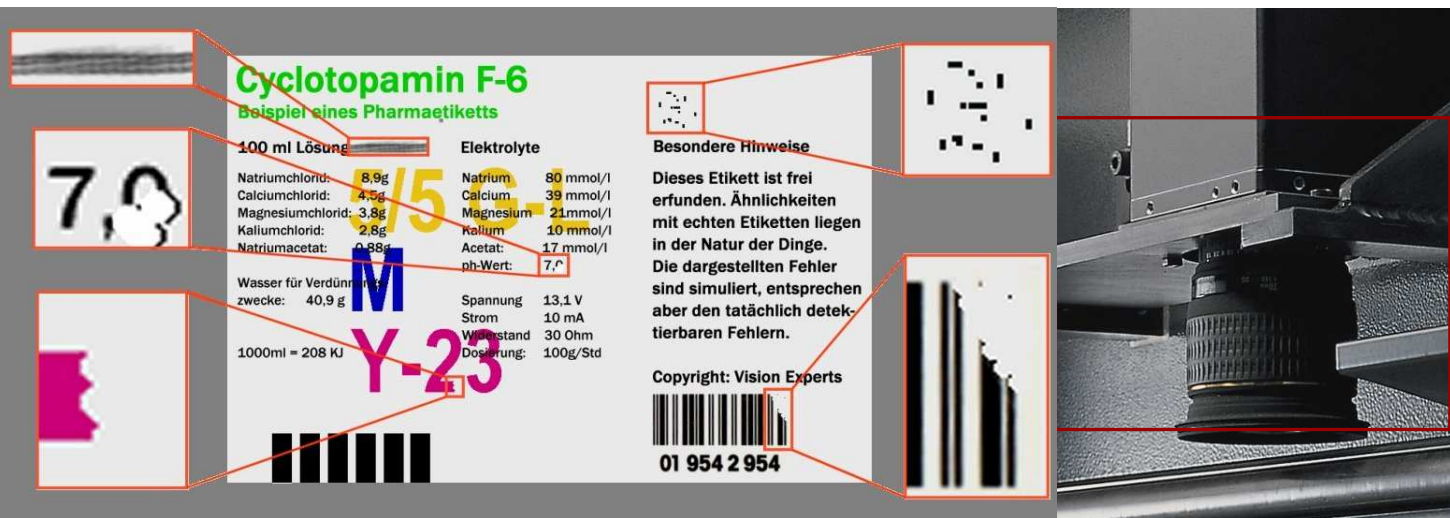 Cyclotopamin F-6
Beispiel eines Pharmaetiketts
100 ml Lösung
Natriumchlorid: 8,9g
Calciumchlorid: 4,5g
Magnesiumchlorid: 3,8g
Kaliumchlorid: 2,8g
Natriumacetat: 0,88g
Wasser für Verdünnungs-
zwecke: 40,9 g
1000ml = 208 KJ
5/5 G-L
M
Y-23
Elektrolyte
Natrium 80 mmol/l
Calcium 39 mmol/l
Magnesium 21mmol/l
Kalium 10 mmol/l
Acetat: 17 mmol/l
ph-Wert: 7,0
Spannung 13,1 V
Strom 10 mA
Widerstand 30 Ohm
Dosierung: 100g/Std
Besondere Hinweise
Dieses Etikett ist frei
erfunden. Ähnlichkeiten
mit echten Etiketten liegen
in der Natur der Dinge.
Die dargestellten Fehler
sind simuliert, entsprechen
aber den tatächlich detek-
tierbaren Fehlern.
Copyright: Vision Experts
01 954 2 954
7,0